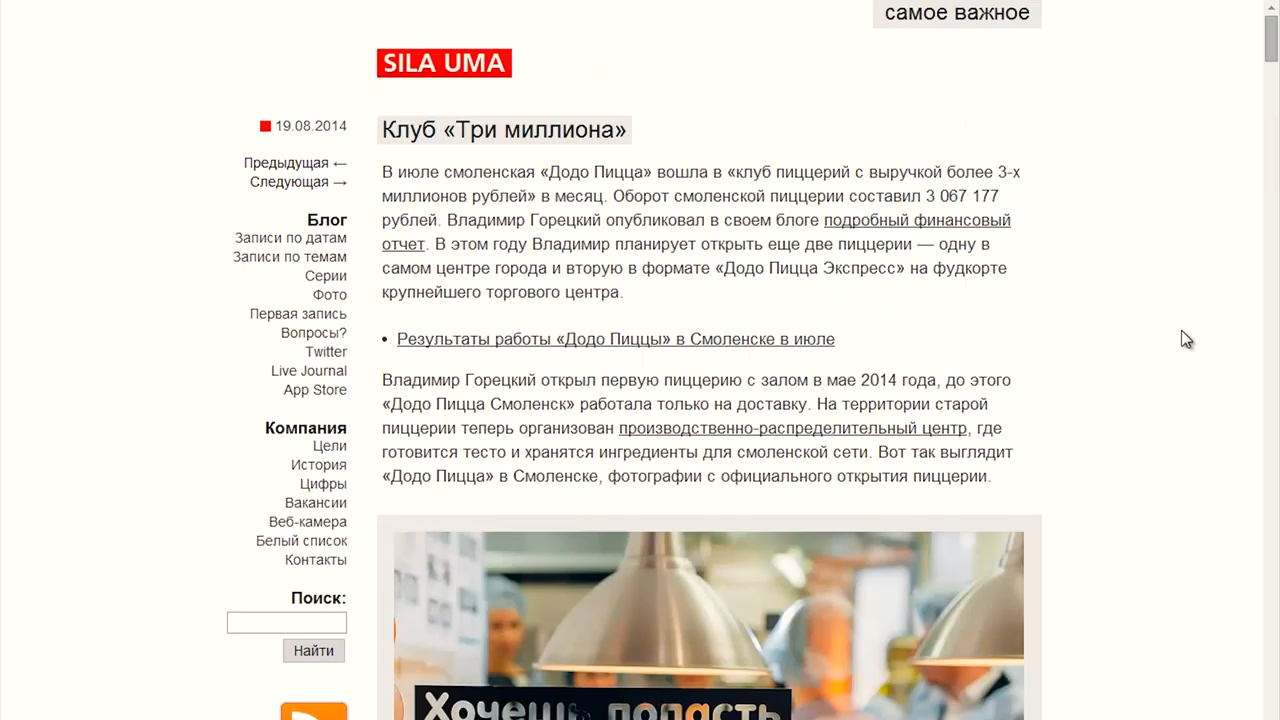 самое важное
SILA UMA
19.08.2014
Предыдущая ←
Следующая →
Блог
Записи по датам
Записи по темам
Серии
Фото
Первая запись
Вопросы?
Twitter
Live Journal
App Store
Компания
Цели
История
Цифры
Вакансии
Веб-камера
Белый список
Контакты
Поиск:
Найти
Клуб «Три миллиона»
В июле смоленская «Додо Пицца» вошла в «клуб пиццерий с выручкой более 3-х
миллионов рублей» в месяц. Оборот смоленской пиццерии составил 3 067 177
рублей. Владимир Горецкий опубликовал в своем блоге подробный финансовый
отчет. В этом году Владимир планирует открыть еще две пиццерии — одну в
самом центре города и вторую в формате «Додо Пицца Экспресс» на фудкорте
крупнейшего торгового центра.
• Результаты работы «Додо Пиццы» в Смоленске в июле
Владимир Горецкий открыл первую пиццерию с залом в мае 2014 года, до этого
«Додо Пицца Смоленск» работала только на доставку. На территории старой
пиццерии теперь организован производственно-распределительный центр, где
готовится тесто и хранятся ингредиенты для смоленской сети. Вот так выглядит
«Додо Пицца» в Смоленске, фотографии с официального открытия пиццерии.
Хочешь попасть